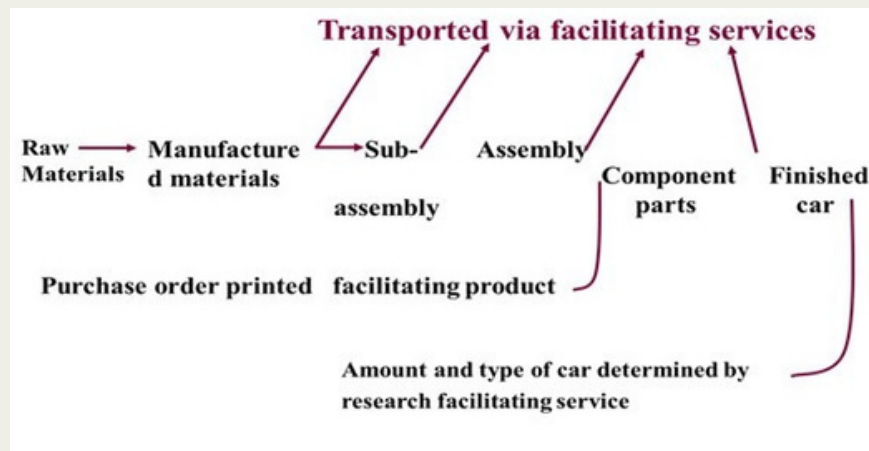 Transported via facilitating services
Raw Materials
Manufacture
d materials
Sub-
assembly
Assembly
Component
parts
Finished
car
Purchase order printed facilitating product
Amount and type of car determined by
research facilitating service